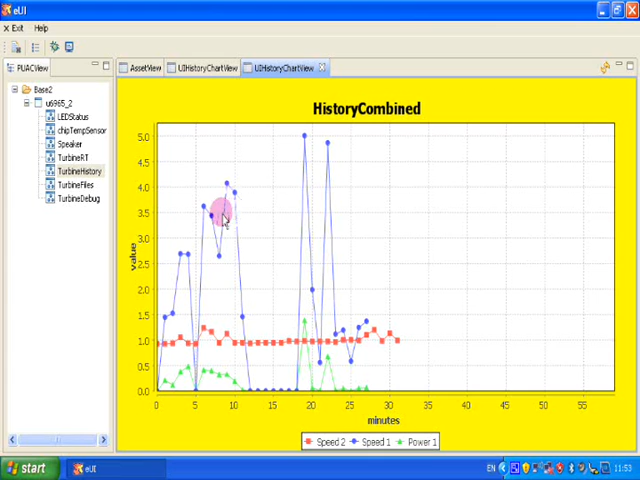 eUI
Exit Help
PUACView
AssetView UIHistoryChartView UIHistoryChartView
Base2
u6965_2
LEDStatus
chipTempSensor
Speaker
TurbineRT
TurbineHistory
TurbineFiles
TurbineDebug
HistoryCombined
value
5.0
4.5
4.0
3.5
3.0
2.5
2.0
1.5
1.0
0.5
0.0
0 5 10 15 20 25 30 35 40 45 50 55
minutes
Speed 2 Speed 1 Power 1
start eUI EN 11:53